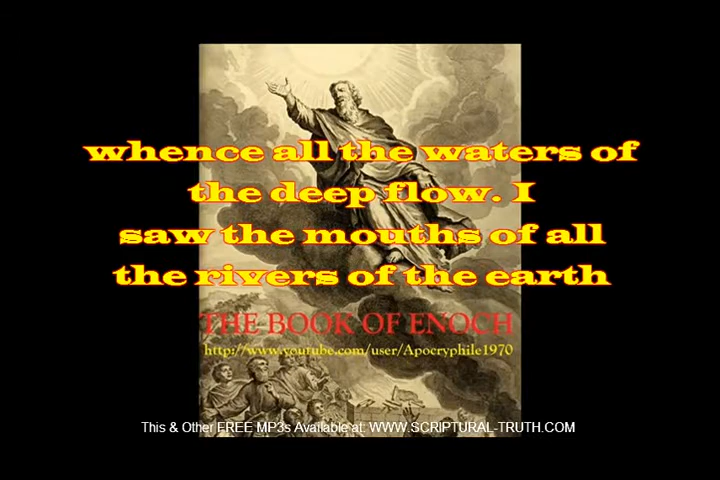 whence all the waters of
the deep flow. I
saw the mouths of all
the rivers of the earth
THE BOOK OF ENOCH
http://www.youtube.com/user/Apocryphile1970
This & Other FREE MP3s Available at: WWW.SCRIPTURAL-TRUTH.COM